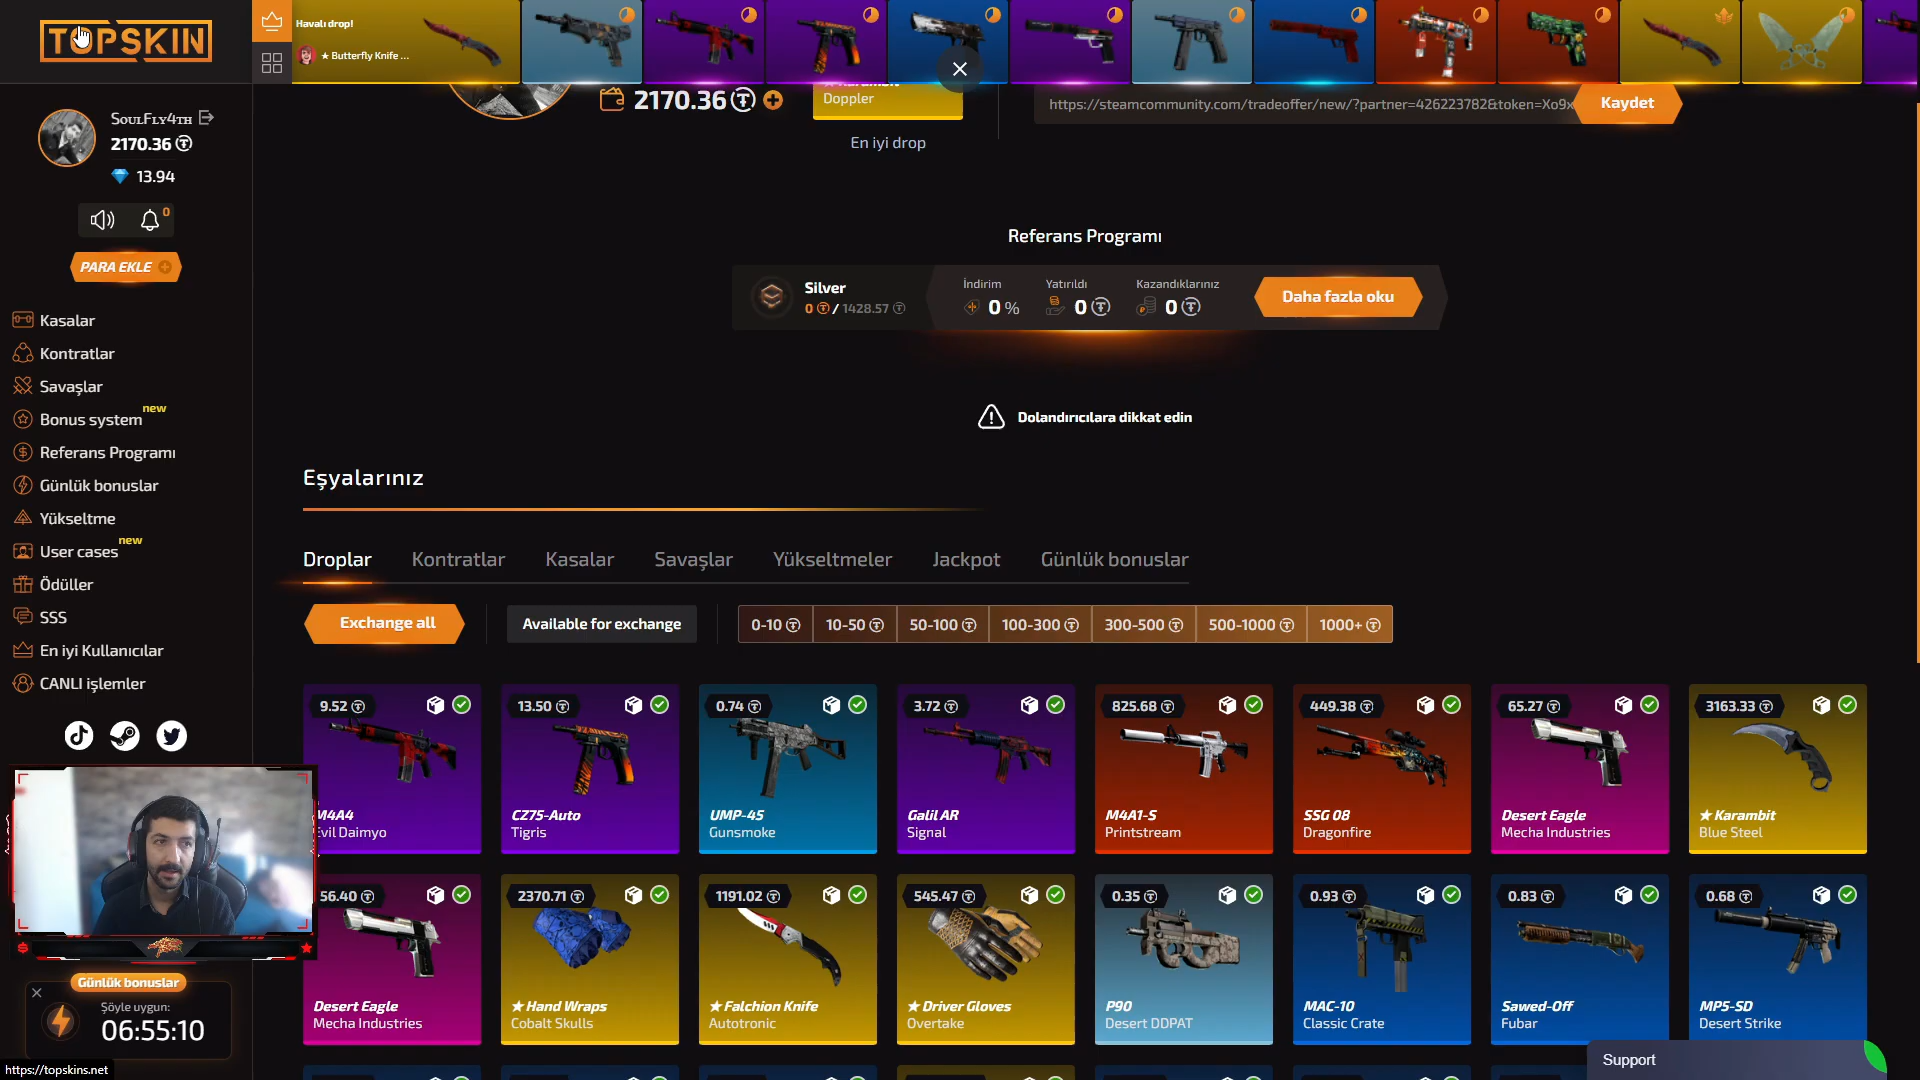 TOPSKIN
Havalı drop!
★ Butterfly Knife ...
SoulFly4th
2170.36
13.94
0
PARA EKLE
Kasalar
Kontratlar
Savaşlar
Bonus system
new
Referans Programı
Günlük bonuslar
Yükseltme
User cases
new
Ödüller
SSS
En iyi Kullanıcılar
CANLI işlemler
2170.36
Doppler
En iyi drop
https://steamcommunity.com/tradeoffer/new/?partner=426223782&token=Xo9x
Kaydet
Referans Programı
Silver
0 / 1428.57
İndirim
0 %
Yatırıldı
0
Kazandıklarınız
0
Daha fazla oku
Dolandırıcılara dikkat edin
Eşyalarınız
Droplar Kontratlar Kasalar Savaşlar Yükseltmeler Jackpot Günlük bonuslar
Exchange all
Available for exchange
0-10 10-50 50-100 100-300 300-500 500-1000 1000+
9.52 13.50 0.74 3.72 825.68 449.38 65.27 3163.33
M4A4 CZ75-Auto UMP-45 Galil AR M4A1-S SSG 08 Desert Eagle ★ Karambit
Evil Daimyo Tigris Gunsmoke Signal Printstream Dragonfire Mecha Industries Blue Steel
56.40 2370.71 1191.02 545.47 0.35 0.93 0.83 0.68
Desert Eagle ★ Hand Wraps ★ Falchion Knife ★ Driver Gloves P90 MAC-10 Sawed-Off MP5-SD
Mecha Industries Cobalt Skulls Autotronic Overtake Desert DDPAT Classic Crate Fubar Desert Strike
Günlük bonuslar
Şöyle uygun:
06:55:10
https://topskins.net
Support